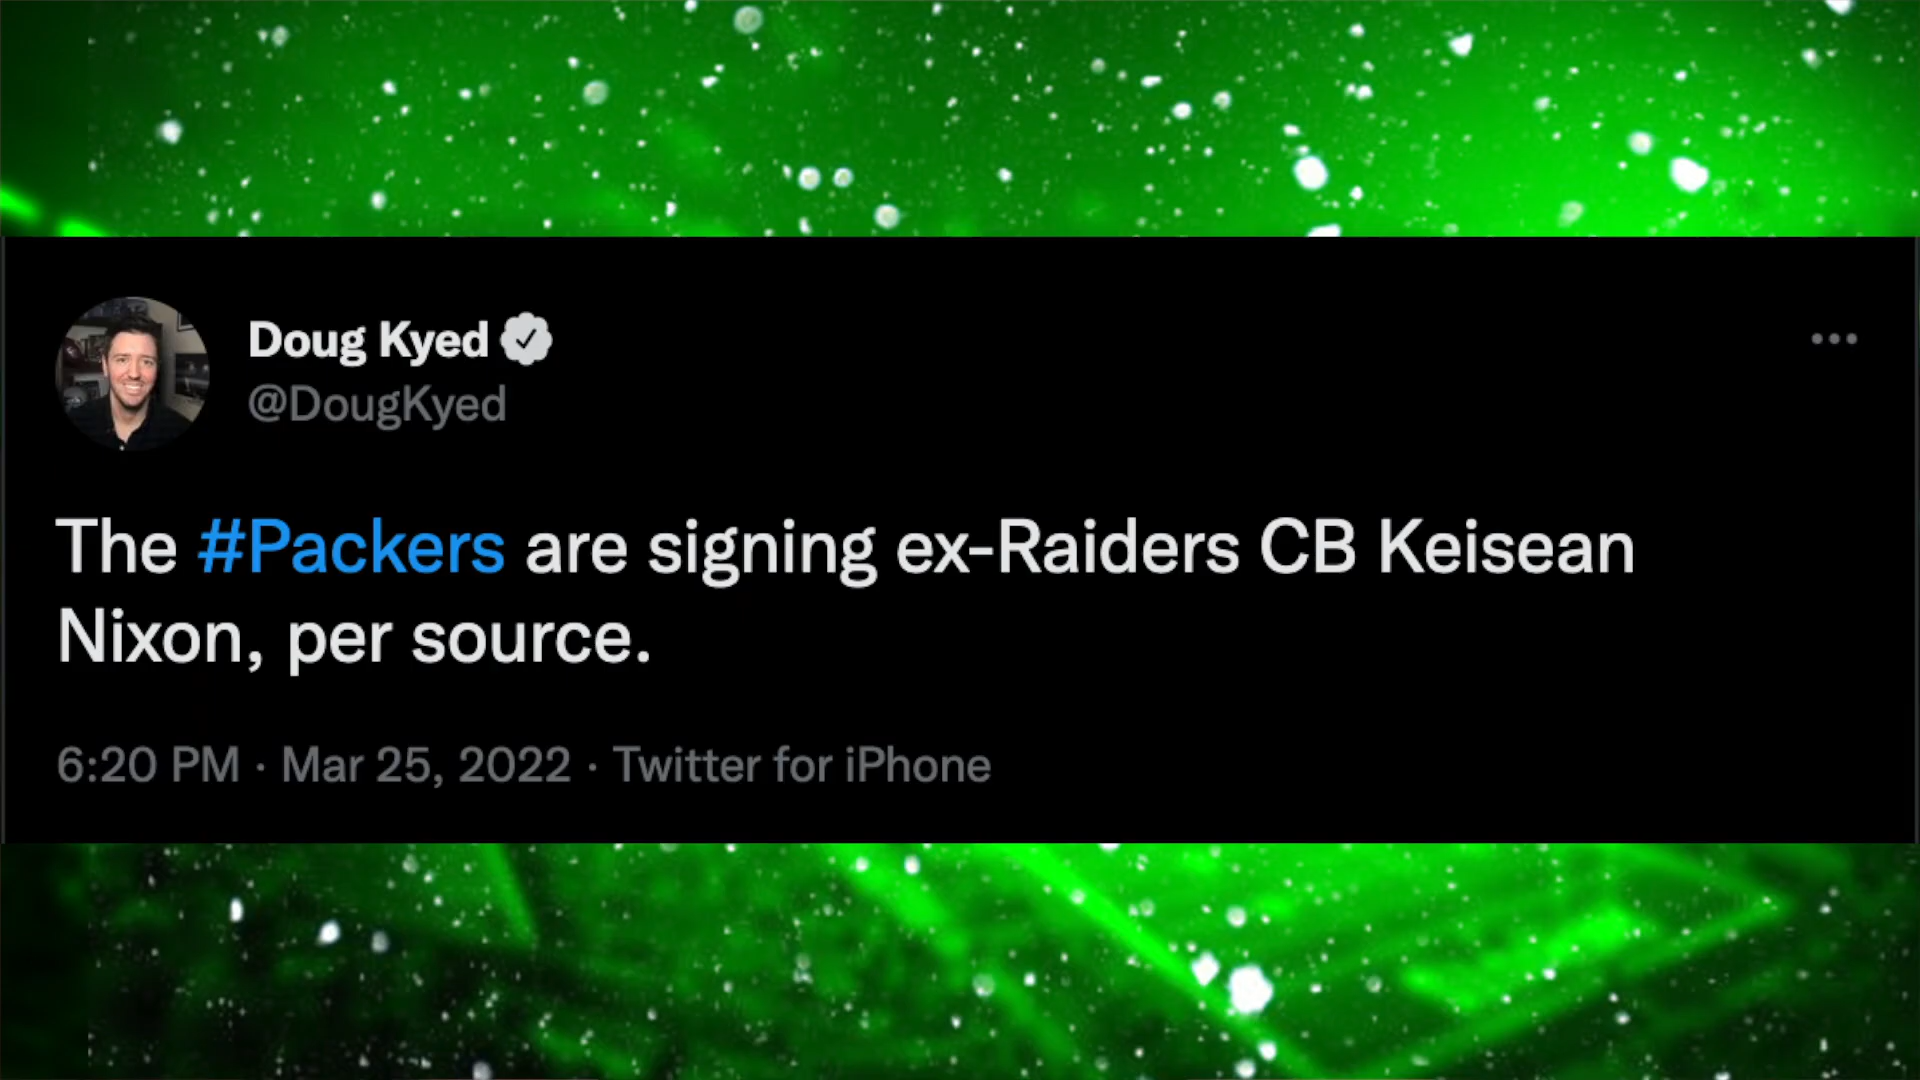 Doug Kyed
@DougKyed
The #Packers are signing ex-Raiders CB Keisean
Nixon, per source.
6:20 PM · Mar 25, 2022 · Twitter for iPhone